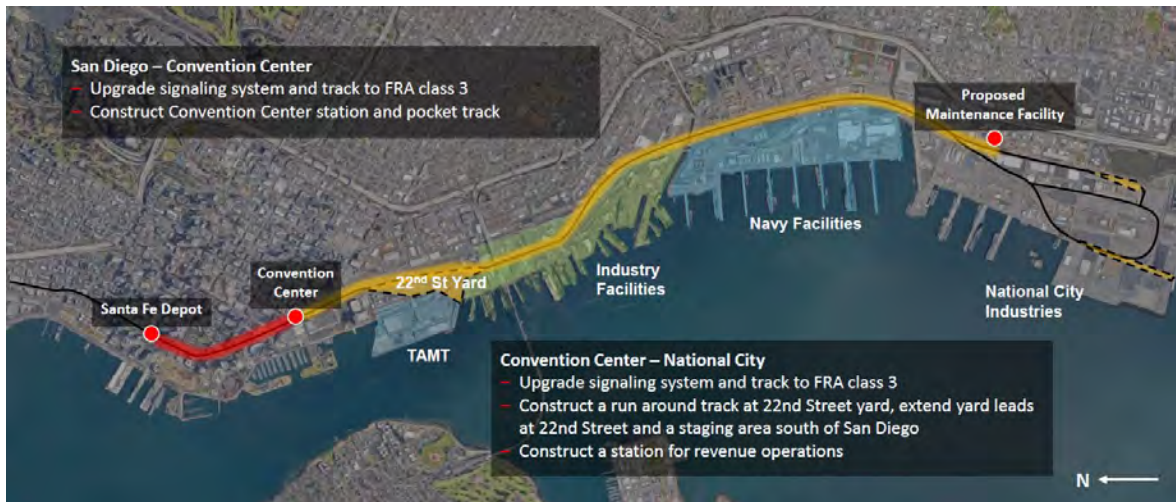 San Diego – Convention Center
– Upgrade signaling system and track to FRA class 3
– Construct Convention Center station and pocket track
Proposed
Maintenance Facility
Navy Facilities
Convention
Center
22nd St Yard
Industry
Facilities
National City
Industries
Santa Fe Depot
TAMT
Convention Center – National City
– Upgrade signaling system and track to FRA class 3
– Construct a run around track at 22nd Street yard, extend yard leads
at 22nd Street and a staging area south of San Diego
– Construct a station for revenue operations
N